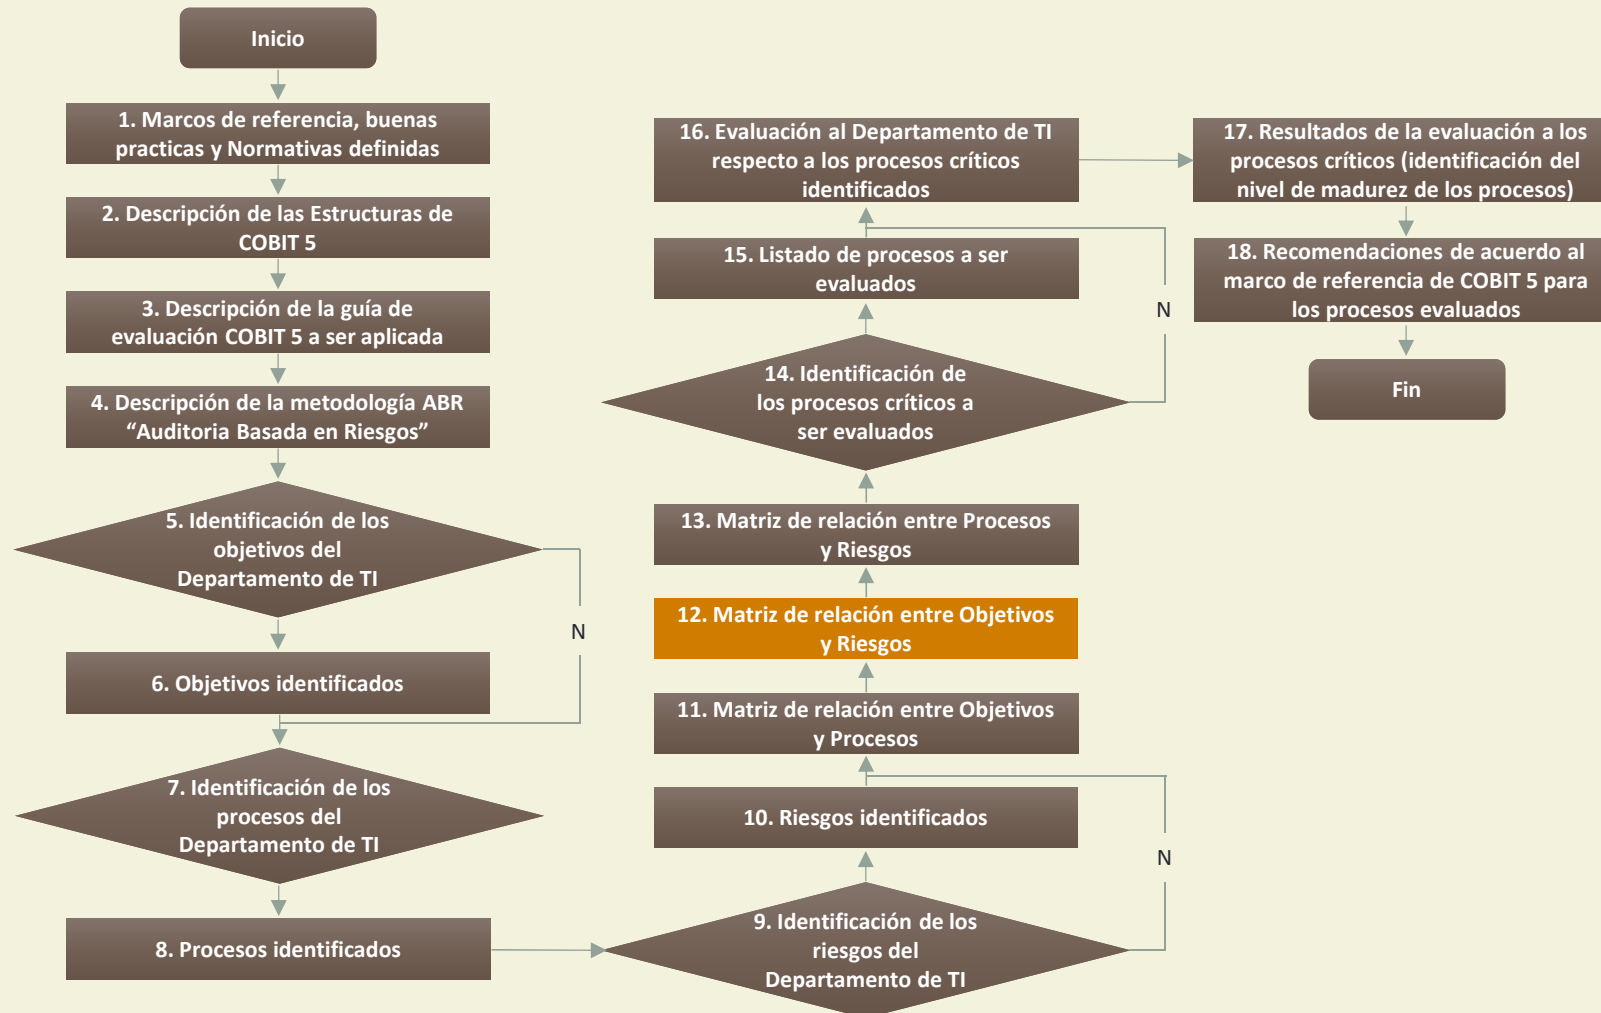 Inicio
1. Marcos de referencia, buenas
practicas y Normativas definidas
2. Descripción de las Estructuras de
COBIT 5
3. Descripción de la guía de
evaluación COBIT 5 a ser aplicada
4. Descripción de la metodología ABR
“Auditoria Basada en Riesgos”
5. Identificación de los
objetivos del
Departamento de TI
N
6. Objetivos identificados
7. Identificación de los
procesos del
Departamento de TI
8. Procesos identificados
9. Identificación de los
riesgos del
Departamento de TI
N
10. Riesgos identificados
11. Matriz de relación entre Objetivos
y Procesos
12. Matriz de relación entre Objetivos
y Riesgos
13. Matriz de relación entre Procesos
y Riesgos
14. Identificación de
los procesos críticos a
ser evaluados
N
15. Listado de procesos a ser
evaluados
16. Evaluación al Departamento de TI
respecto a los procesos críticos
identificados
17. Resultados de la evaluación a los
procesos críticos (identificación del
nivel de madurez de los procesos)
18. Recomendaciones de acuerdo al
marco de referencia de COBIT 5 para
los procesos evaluados
Fin